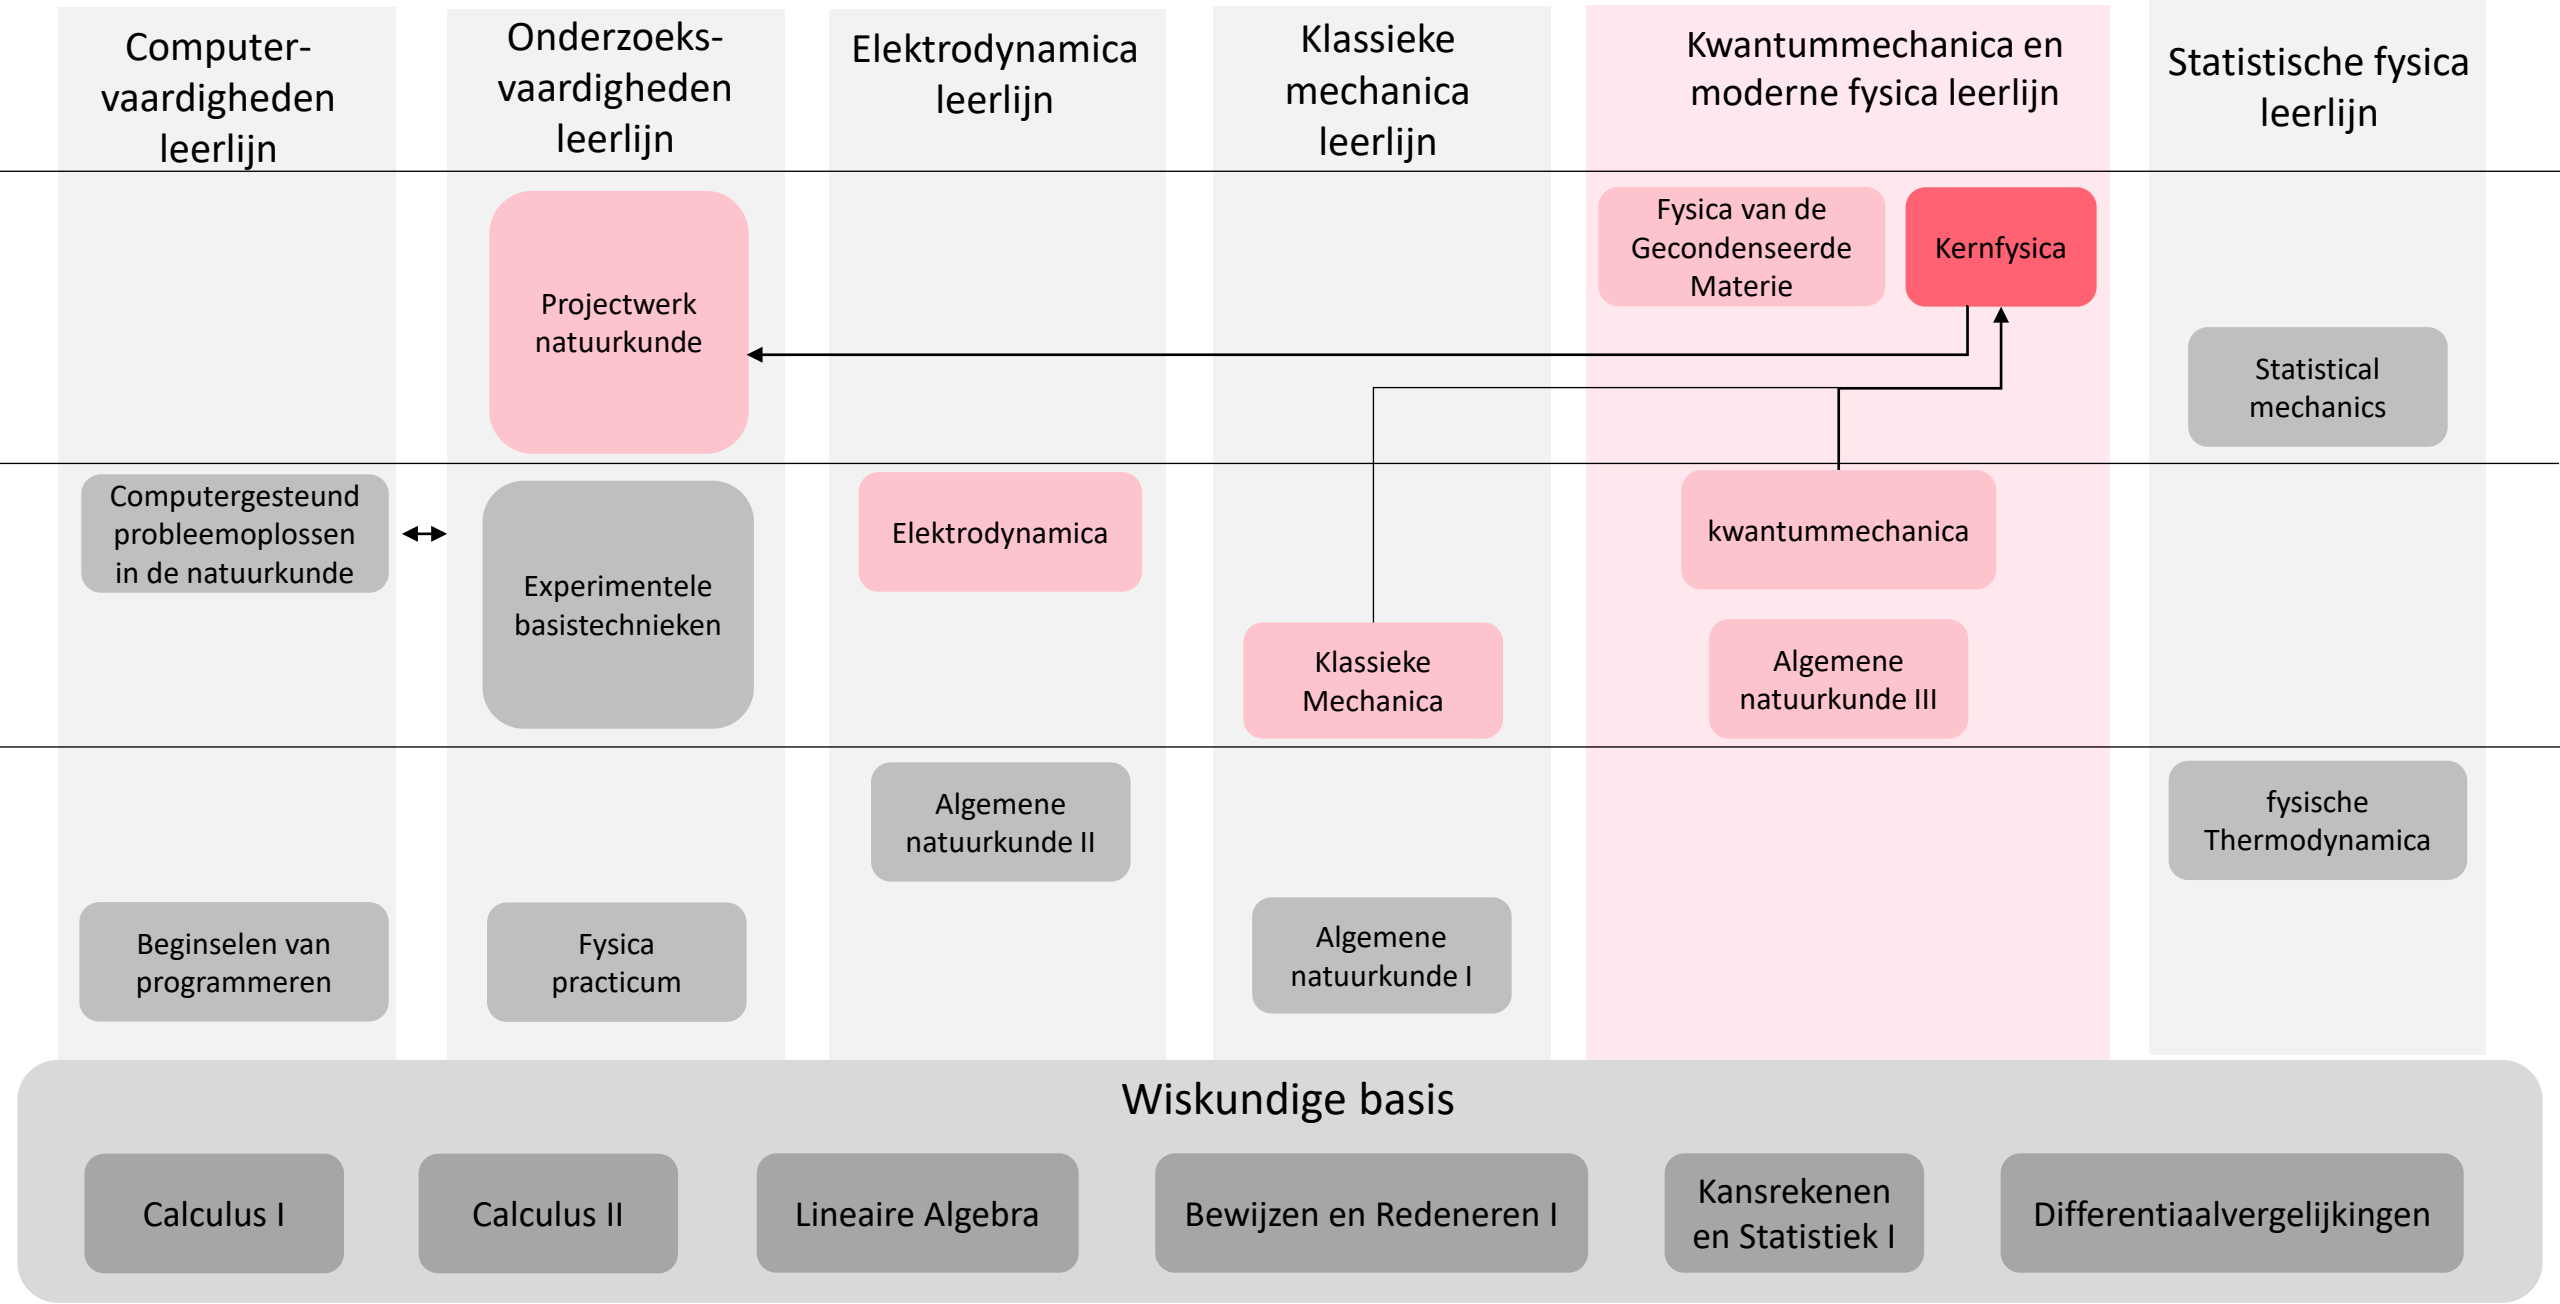 Computer-
vaardigheden
leerlijn
Onderzoeks-
vaardigheden
leerlijn
Elektrodynamica
leerlijn
Klassieke
mechanica
leerlijn
Kwantummechanica en
moderne fysica leerlijn
Statistische fysica
leerlijn
Projectwerk
natuurkunde
Fysica van de
Gecondenseerde
Materie
Kernfysica
Statistical
mechanics
Computergesteund
probleemoplossen
in de natuurkunde
Experimentele
basistechnieken
Elektrodynamica
Klassieke
Mechanica
kwantummechanica
Algemene
natuurkunde III
Algemene
natuurkunde II
fysische
Thermodynamica
Beginselen van
programmeren
Fysica
practicum
Algemene
natuurkunde I
Wiskundige basis
Calculus I
Calculus II
Lineaire Algebra
Bewijzen en Redeneren I
Kansrekenen
en Statistiek I
Differentiaalvergelijkingen